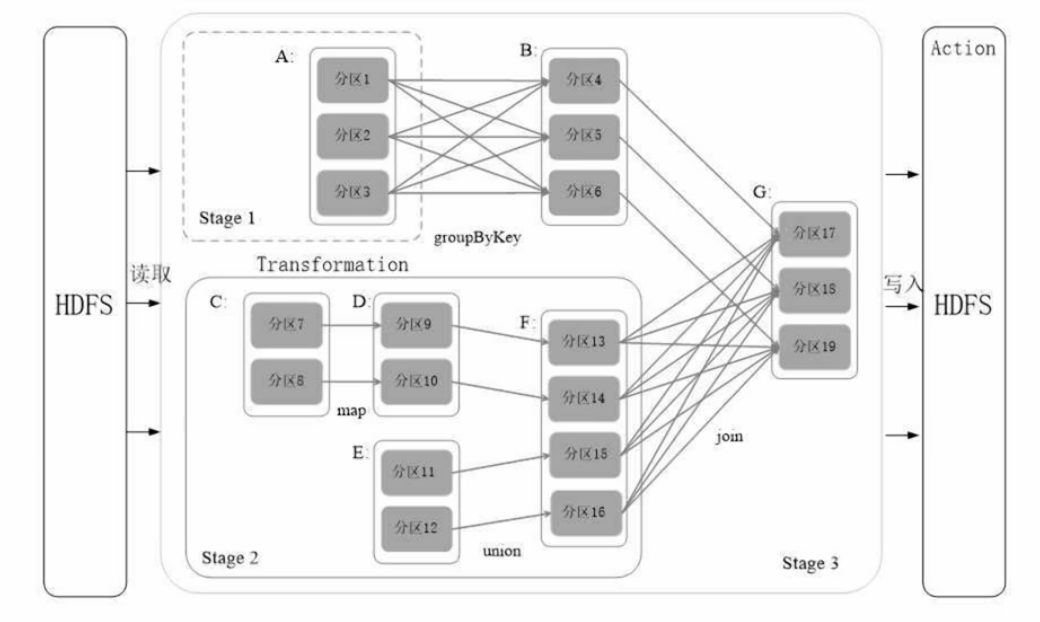 HDFS
读取
A:
分区1
分区2
分区3
Stage 1
groupByKey
B:
分区4
分区5
分区6
Transformation
C:
分区7
分区8
map
D:
分区9
分区10
E:
分区11
分区12
union
F:
分区13
分区14
分区15
分区16
Stage 2
join
G:
分区17
分区18
分区19
Stage 3
写入
Action
HDFS